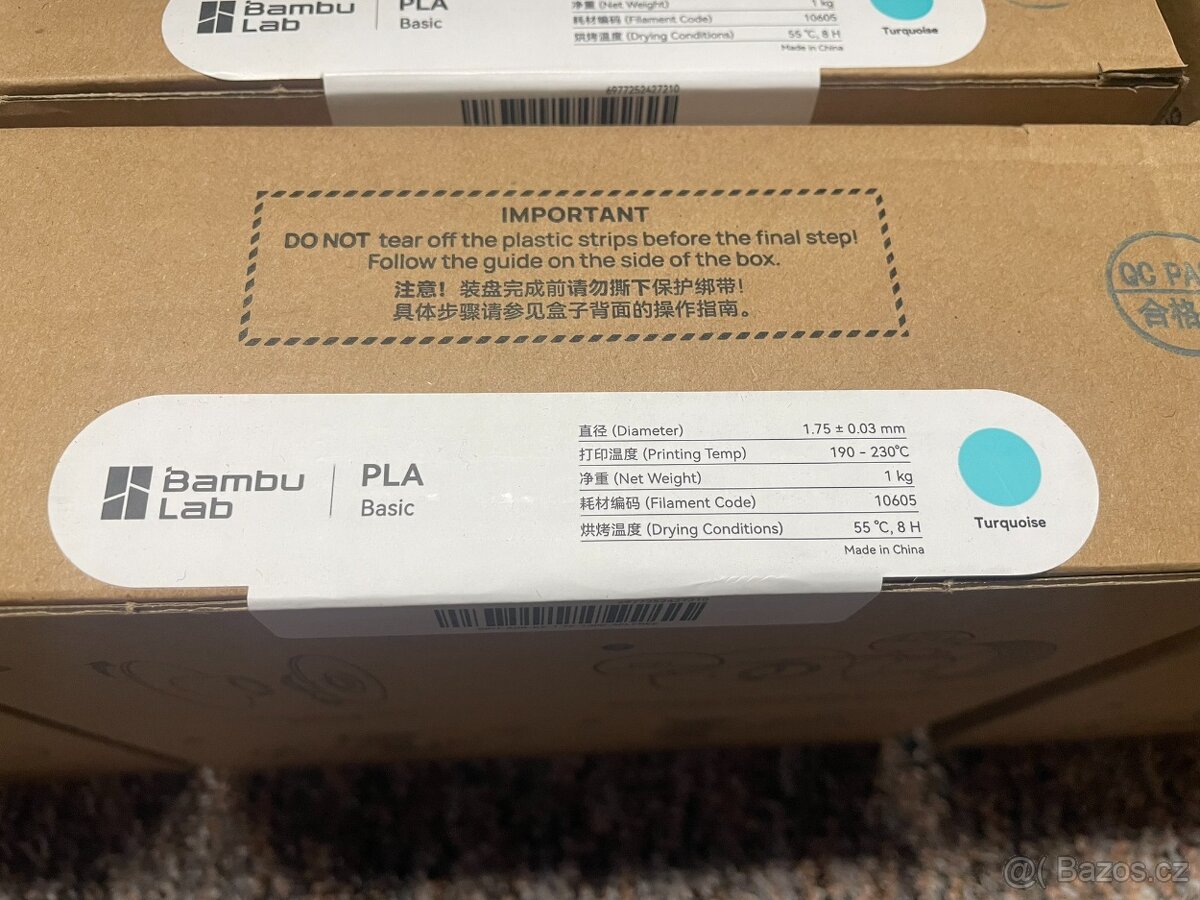 Bambu Lab
PLA
Basic
净重 (Net Weight) 1 kg
耗材编码 (Filament Code) 10605
烘烤温度 (Drying Conditions) 55 ℃, 8 H
Made in China
Turquoise
6977252427210
IMPORTANT
DO NOT tear off the plastic strips before the final step!
Follow the guide on the side of the box.
注意！装盘完成前请勿撕下保护绑带！
具体步骤请参见盒子背面的操作指南。
QC PA
合格
Bambu
Lab
PLA
Basic
直径 (Diameter) 1.75 ± 0.03 mm
打印温度 (Printing Temp) 190 - 230℃
净重 (Net Weight) 1 kg
耗材编码 (Filament Code) 10605
烘烤温度 (Drying Conditions) 55 ℃, 8 H
Made in China
Turquoise
@( Bazos.cz